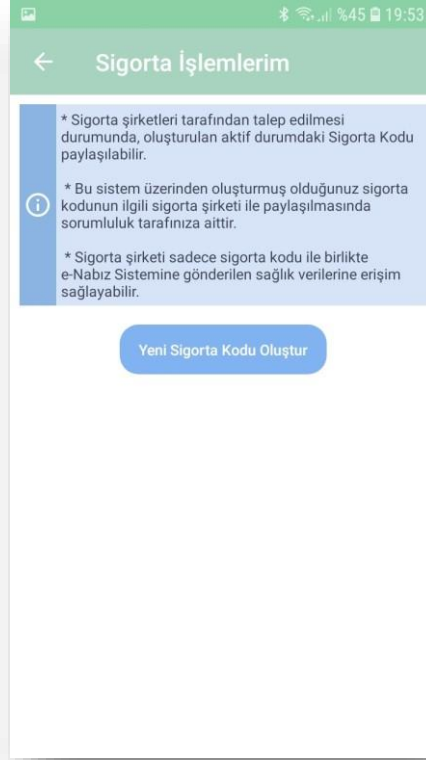 %45 19:53
Sigorta İşlemlerim
* Sigorta şirketleri tarafından talep edilmesi
durumunda, oluşturulan aktif durumdaki Sigorta Kodu
paylaşılabilir.
* Bu sistem üzerinden oluşturmuş olduğunuz sigorta
kodunun ilgili sigorta şirketi ile paylaşılmasında
sorumluluk tarafınıza aittir.
* Sigorta şirketi sadece sigorta kodu ile birlikte
e-Nabız Sistemine gönderilen sağlık verilerine erişim
sağlayabilir.
Yeni Sigorta Kodu Oluştur